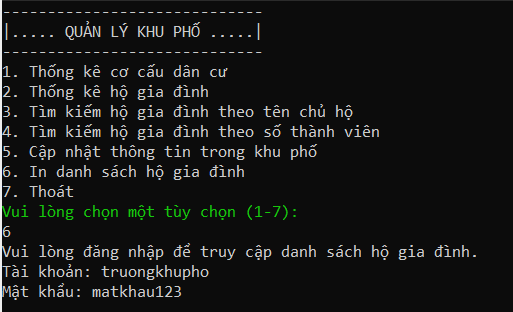 -----------------------------
|..... QUẢN LÝ KHU PHỐ .....|
-----------------------------
1. Thống kê cơ cấu dân cư
2. Thống kê hộ gia đình
3. Tìm kiếm hộ gia đình theo tên chủ hộ
4. Tìm kiếm hộ gia đình theo số thành viên
5. Cập nhật thông tin trong khu phố
6. In danh sách hộ gia đình
7. Thoát
Vui lòng chọn một tùy chọn (1-7):
6
Vui lòng đăng nhập để truy cập danh sách hộ gia đình.
Tài khoản: truongkhupho
Mật khẩu: matkhau123